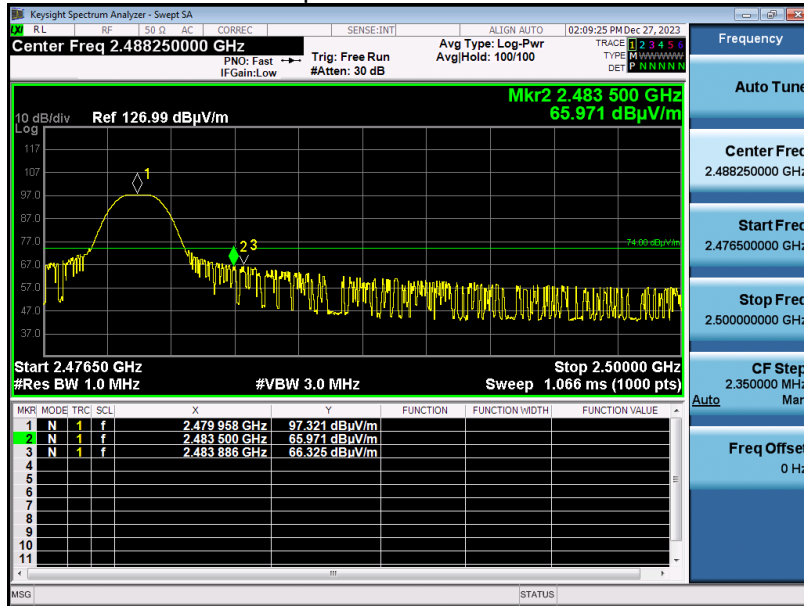 Keysight Spectrum Analyzer - Swept SA
LXI RL RF 50 Ω AC CORREC SENSE:INT ALIGN AUTO 02:09:25 PM Dec 27, 2023
Center Freq 2.488250000 GHz
PNO: Fast
IFGain:Low
Trig: Free Run
#Atten: 30 dB
Avg Type: Log-Pwr
Avg|Hold: 100/100
TRACE 1 2 3 4 5 6
TYPE M WWWWW
DET P N N N N N
Mkr2 2.483 500 GHz
65.971 dBµV/m
10 dB/div Ref 126.99 dBµV/m
Log
117
107
97.0
87.0
77.0
67.0
57.0
47.0
37.0
1
2 3
74.00 dBµV/m
Start 2.47650 GHz Stop 2.50000 GHz
#Res BW 1.0 MHz #VBW 3.0 MHz Sweep 1.066 ms (1000 pts)
MKR MODE TRC SCL X Y FUNCTION FUNCTION WIDTH FUNCTION VALUE
1 N 1 f 2.479 958 GHz 97.321 dBµV/m
2 N 1 f 2.483 500 GHz 65.971 dBµV/m
3 N 1 f 2.483 886 GHz 66.325 dBµV/m
4
5
6
7
8
9
10
11
MSG STATUS
Frequency
Auto Tune
Center Freq
2.488250000 GHz
Start Freq
2.476500000 GHz
Stop Freq
2.500000000 GHz
CF Step
2.350000 MHz
Auto Man
Freq Offset
0 Hz